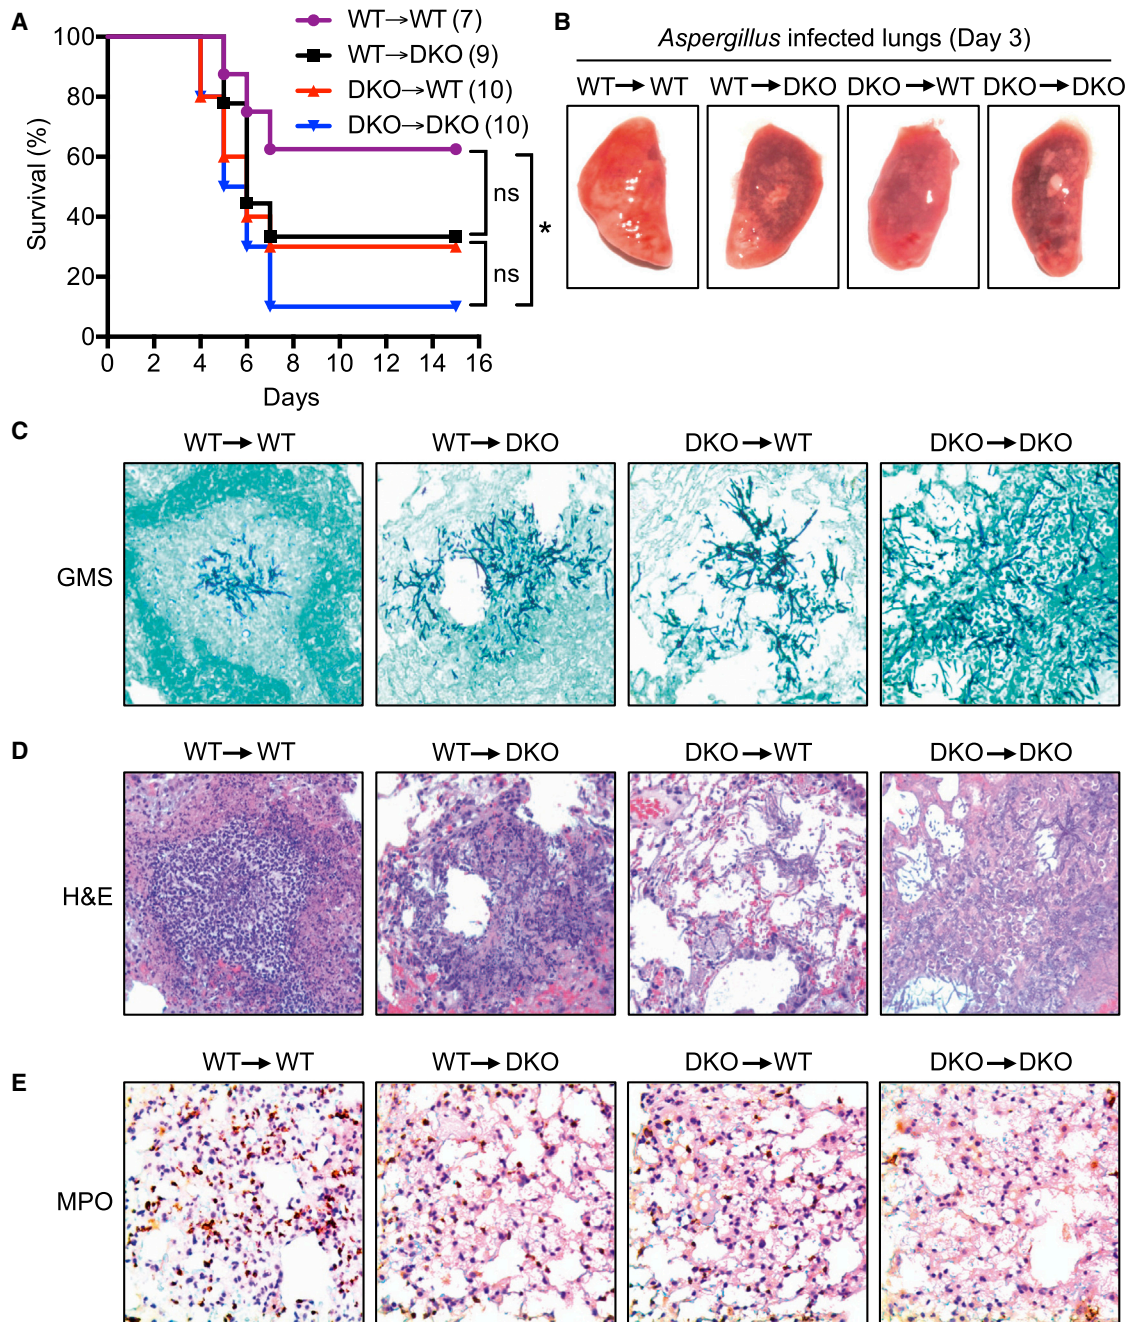 A
WT→WT (7)
WT→DKO (9)
DKO→WT (10)
DKO→DKO (10)
100
80
60
40
20
0
Survival (%)
0 2 4 6 8 10 12 14 16
Days
ns
ns
*
B
Aspergillus infected lungs (Day 3)
WT→WT WT→DKO DKO→WT DKO→DKO
C
WT→WT WT→DKO DKO→WT DKO→DKO
GMS
D
WT→WT WT→DKO DKO→WT DKO→DKO
H&E
E
WT→WT WT→DKO DKO→WT DKO→DKO
MPO